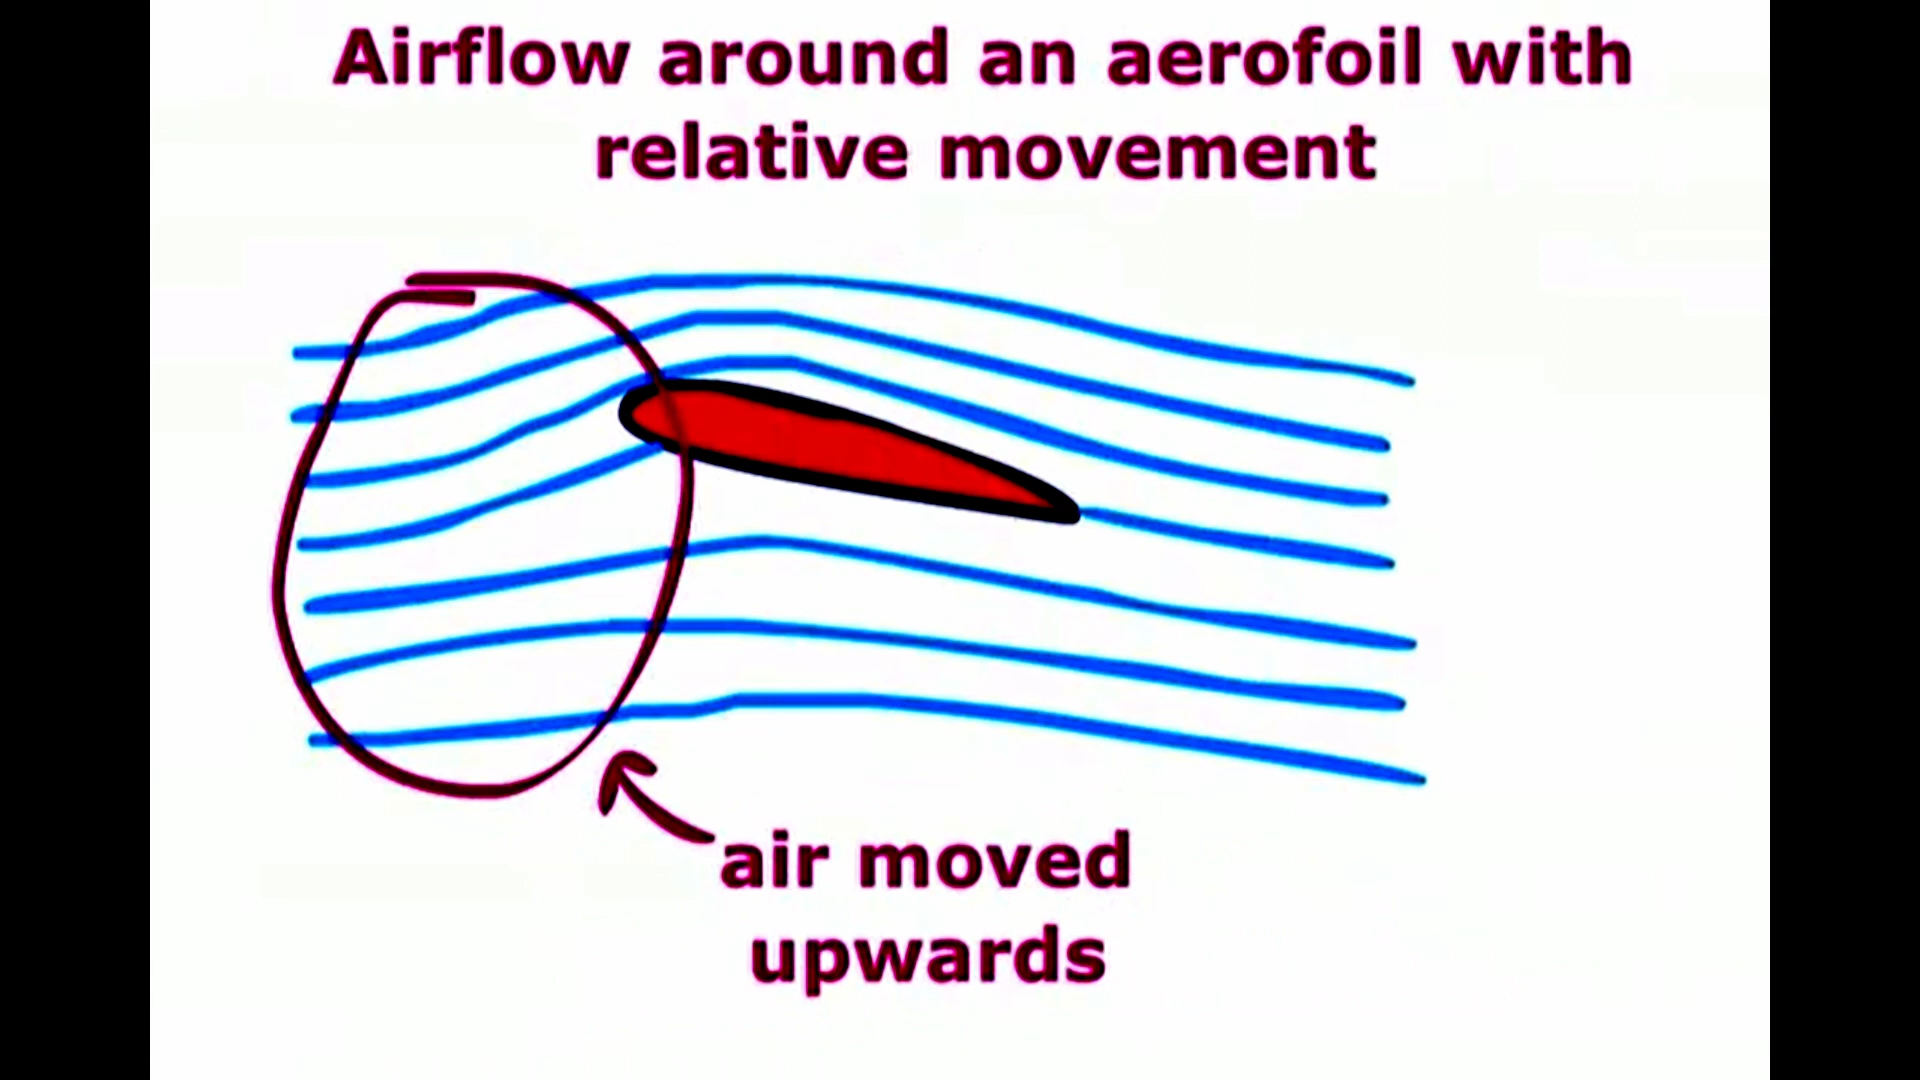 Airflow around an aerofoil with
relative movement
air moved
upwards